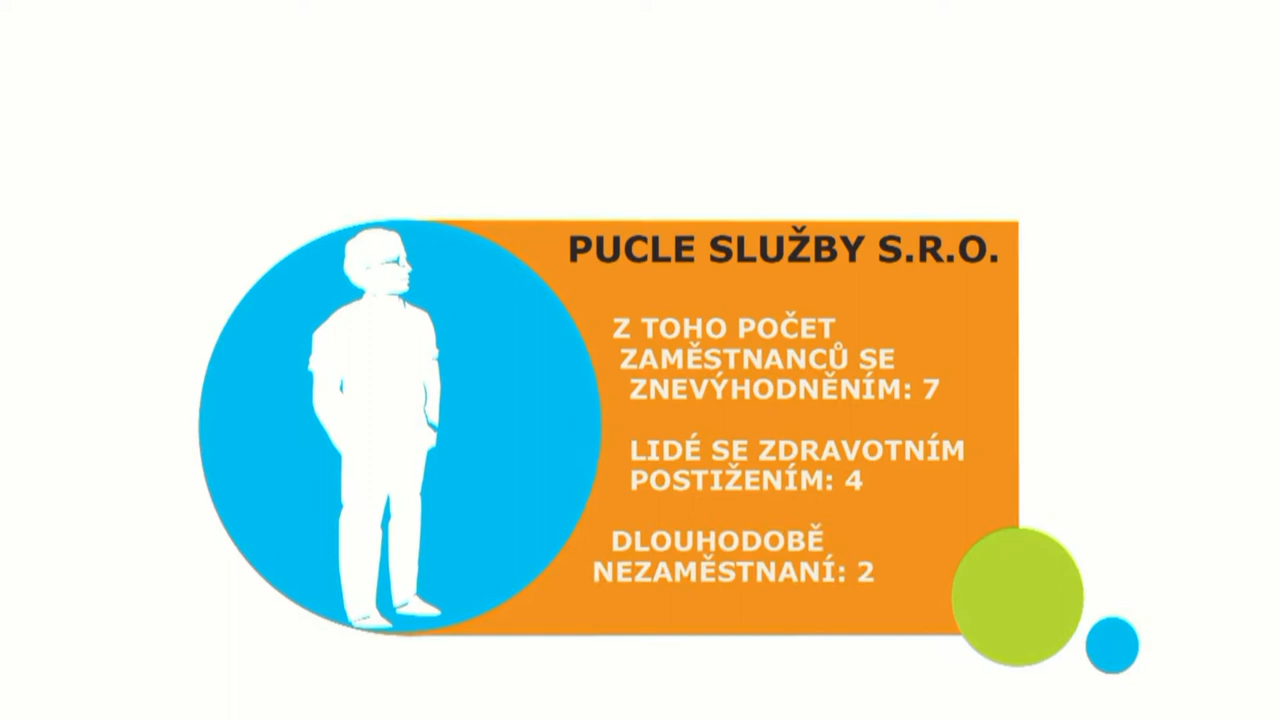 PUCLE SLUŽBY S.R.O.
Z TOHO POČET
ZAMĚSTNANCŮ SE
ZNEVÝHODNĚNÍM: 7
LIDÉ SE ZDRAVOTNÍM
POSTIŽENÍM: 4
DLOUHODOBĚ
NEZAMĚSTNANÍ: 2